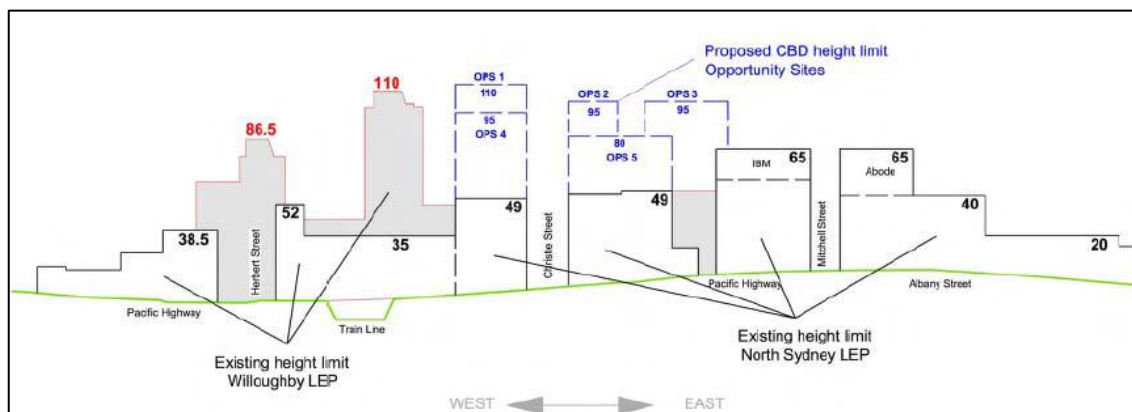 Proposed CBD height limit
Opportunity Sites
110
OPS 1
110
OPS 2
95
OPS 3
95
95
OPS 4
86.5
80
OPS 5
IBM
65
65
Abode
52
49
49
40
38.5
35
20
Herbert Street
Christie Street
Mitchell Street
Pacific Highway
Train Line
Pacific Highway
Albany Street
Existing height limit
Willoughby LEP
Existing height limit
North Sydney LEP
WEST
EAST